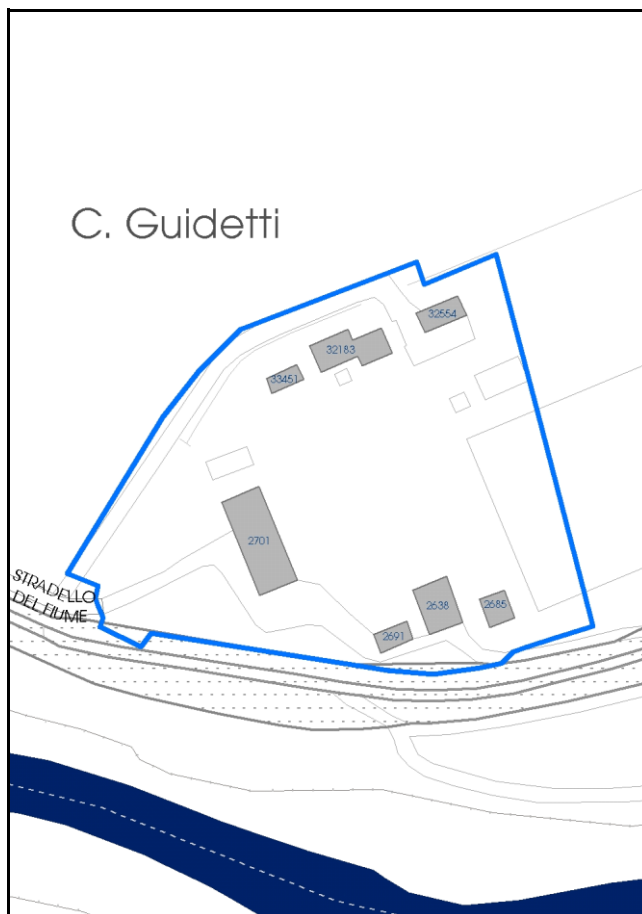 C. Guidetti
32554
32183
33451
2701
STRADELLO
DEL FIUME
2638
2685
2691